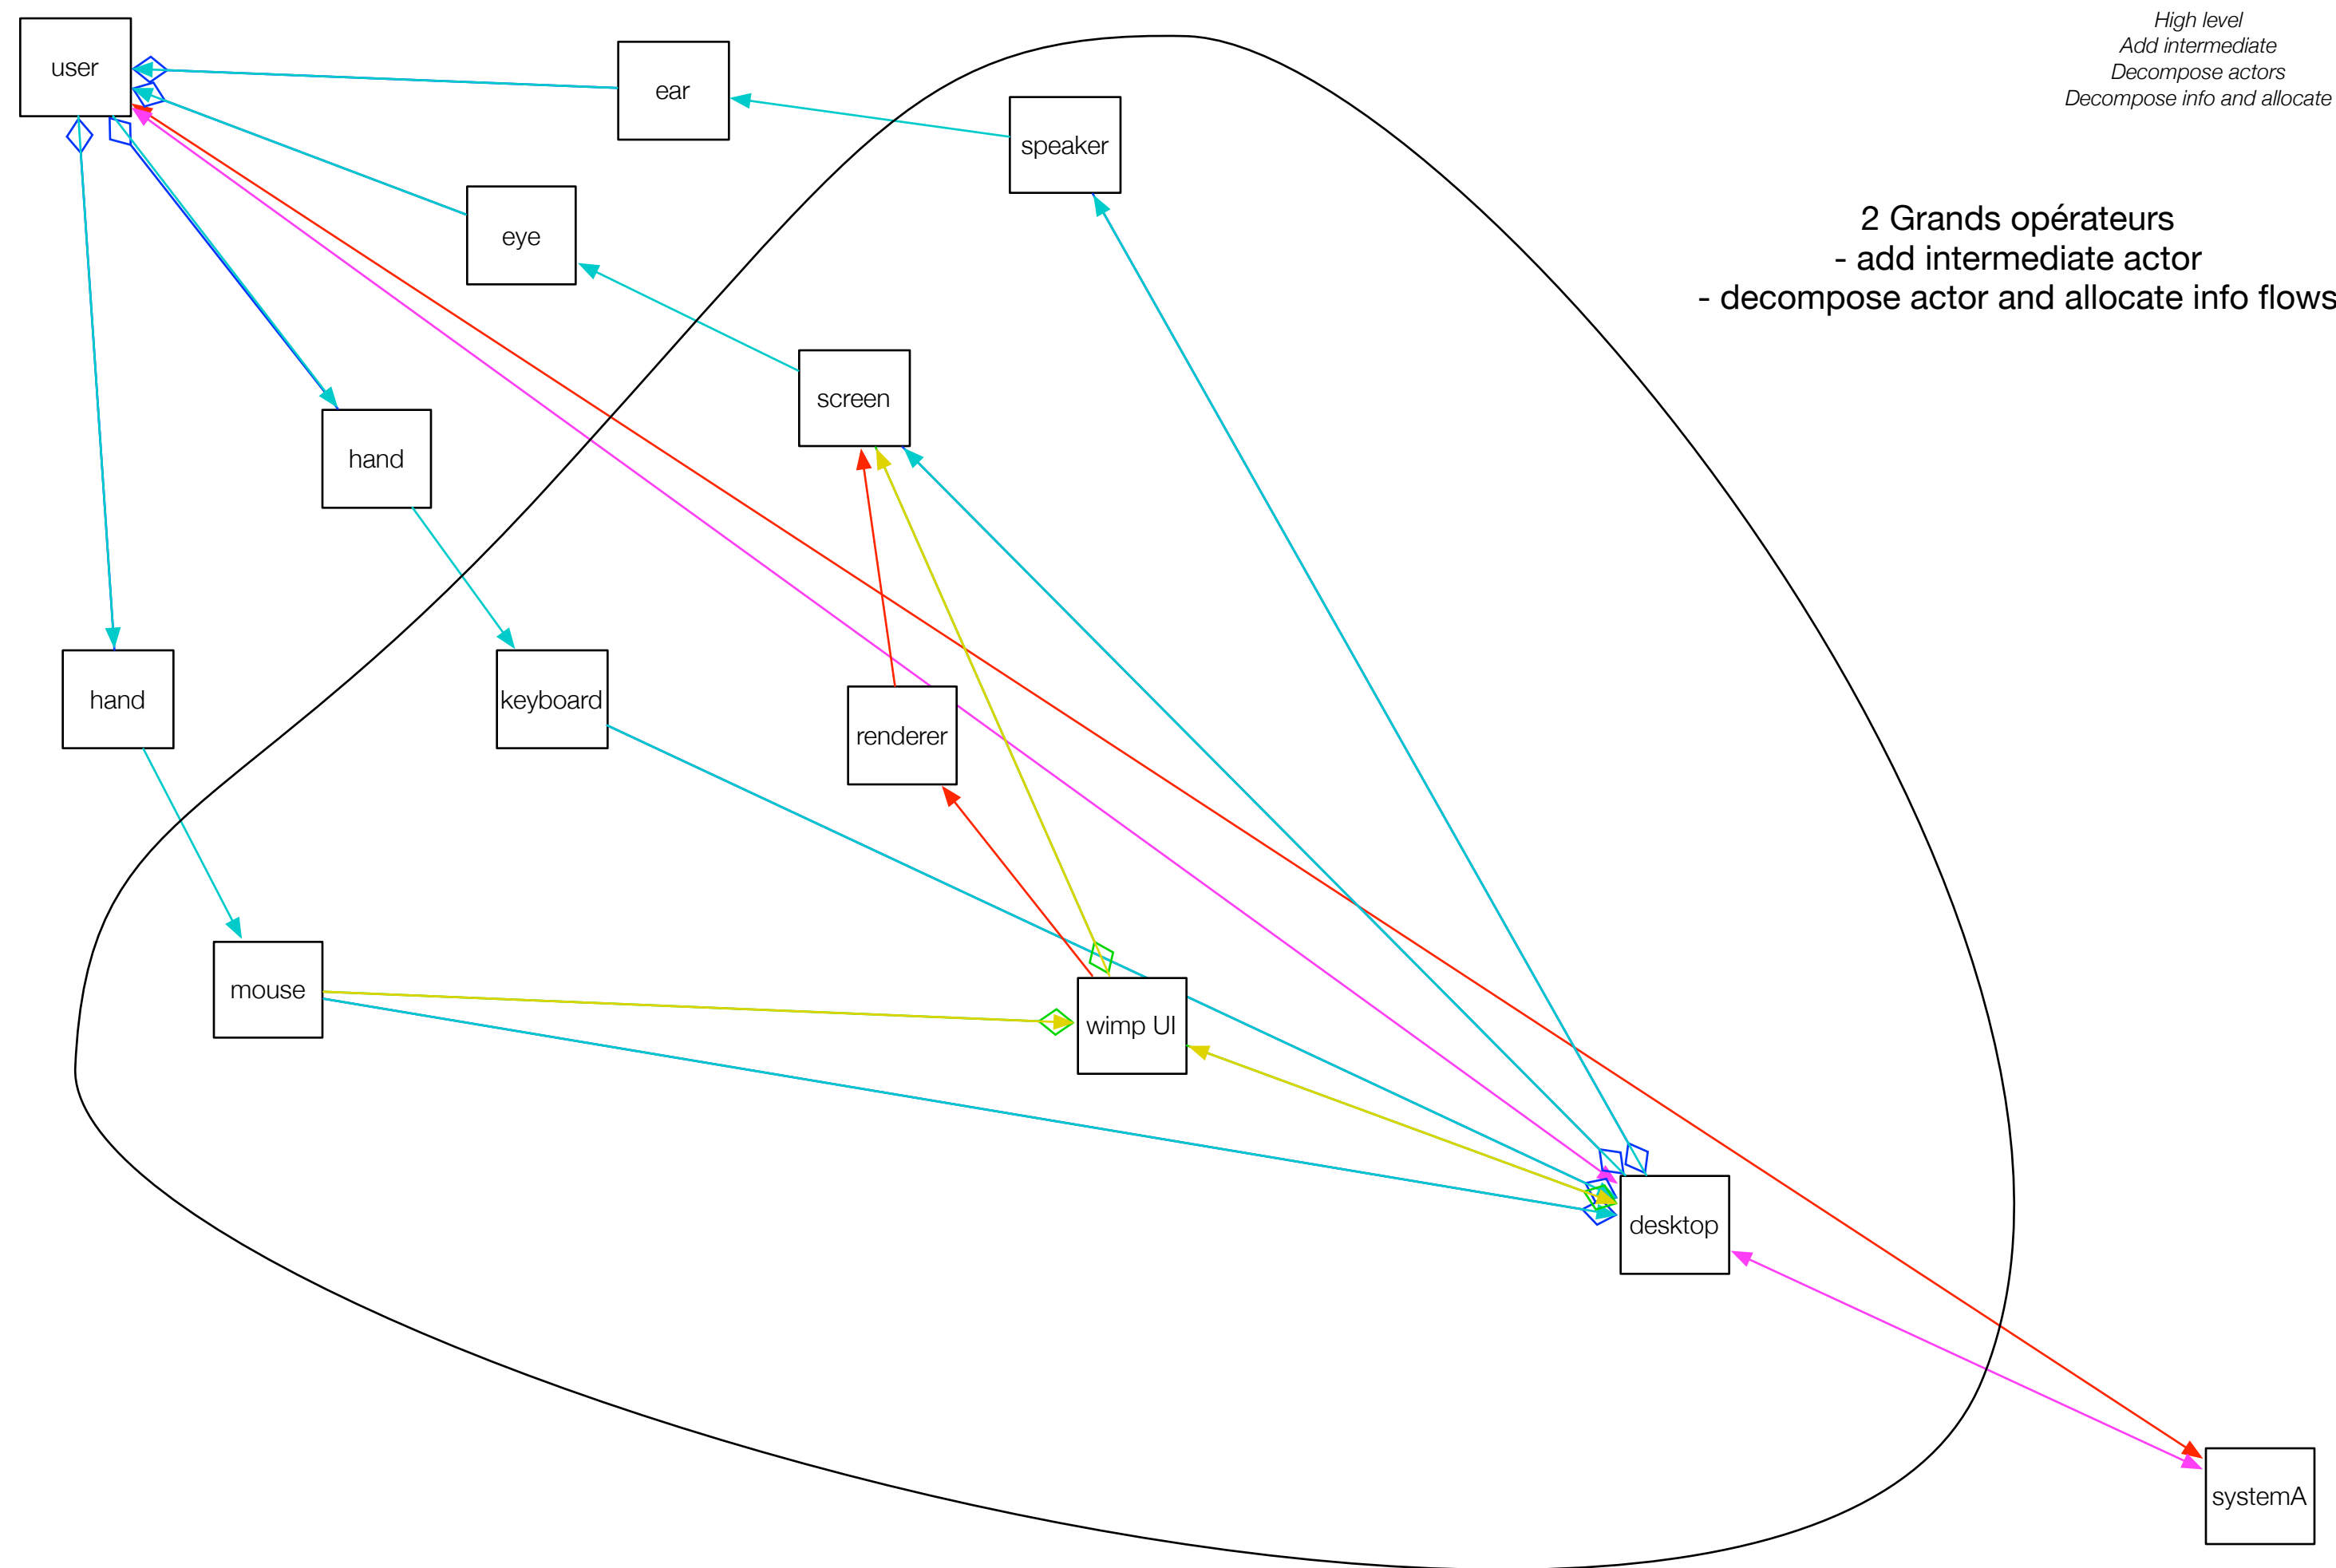 High level
Add intermediate
Decompose actors
Decompose info and allocate
user
ear
speaker
2 Grands opérateurs
- add intermediate actor
- decompose actor and allocate info flows
eye
screen
hand
hand
keyboard
renderer
mouse
wimp UI
desktop
systemA